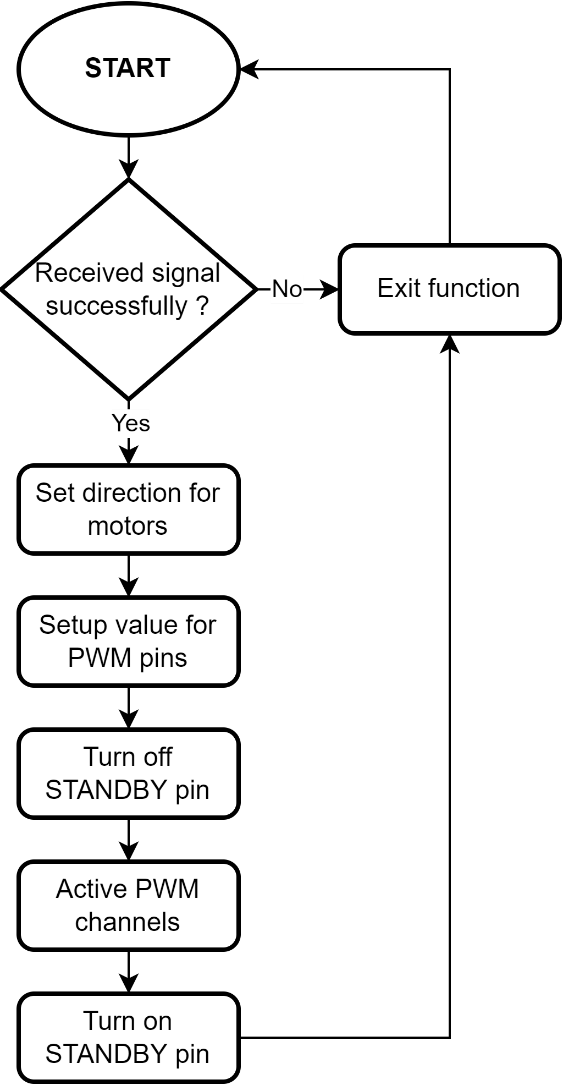 START
Received signal
successfully ?
No
Exit function
Yes
Set direction for
motors
Setup value for
PWM pins
Turn off
STANDBY pin
Active PWM
channels
Turn on
STANDBY pin